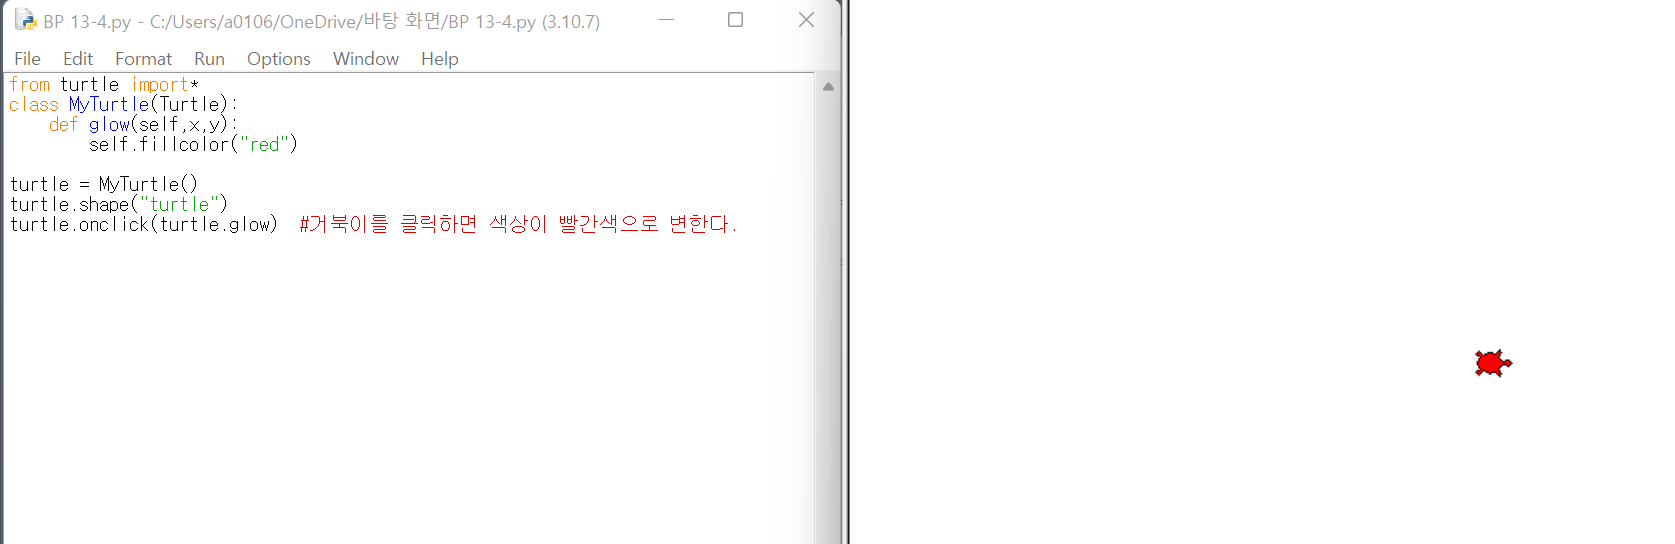 BP 13-4.py - C:/Users/a0106/OneDrive/바탕 화면/BP 13-4.py (3.10.7)
File Edit Format Run Options Window Help
from turtle import*
class MyTurtle(Turtle):
    def glow(self,x,y):
        self.fillcolor("red")
turtle = MyTurtle()
turtle.shape("turtle")
turtle.onclick(turtle.glow)  #거북이를 클릭하면 색상이 빨간색으로 변한다.